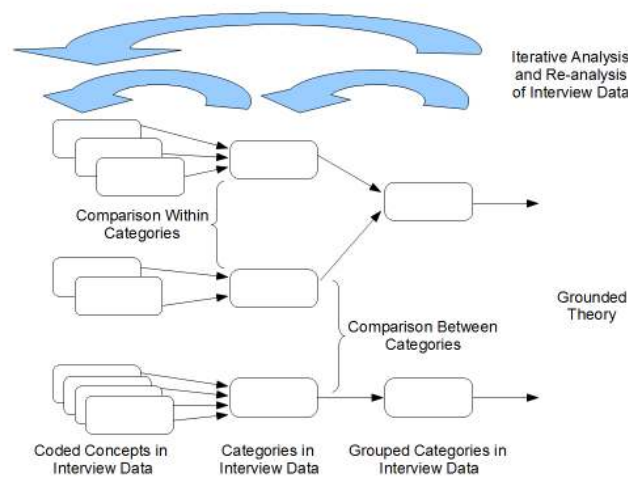 Iterative Analysis
and Re-analysis
of Interview Data
Comparison Within
Categories
Grounded
Theory
Comparison Between
Categories
Coded Concepts in
Interview Data
Categories in
Interview Data
Grouped Categories in
Interview Data